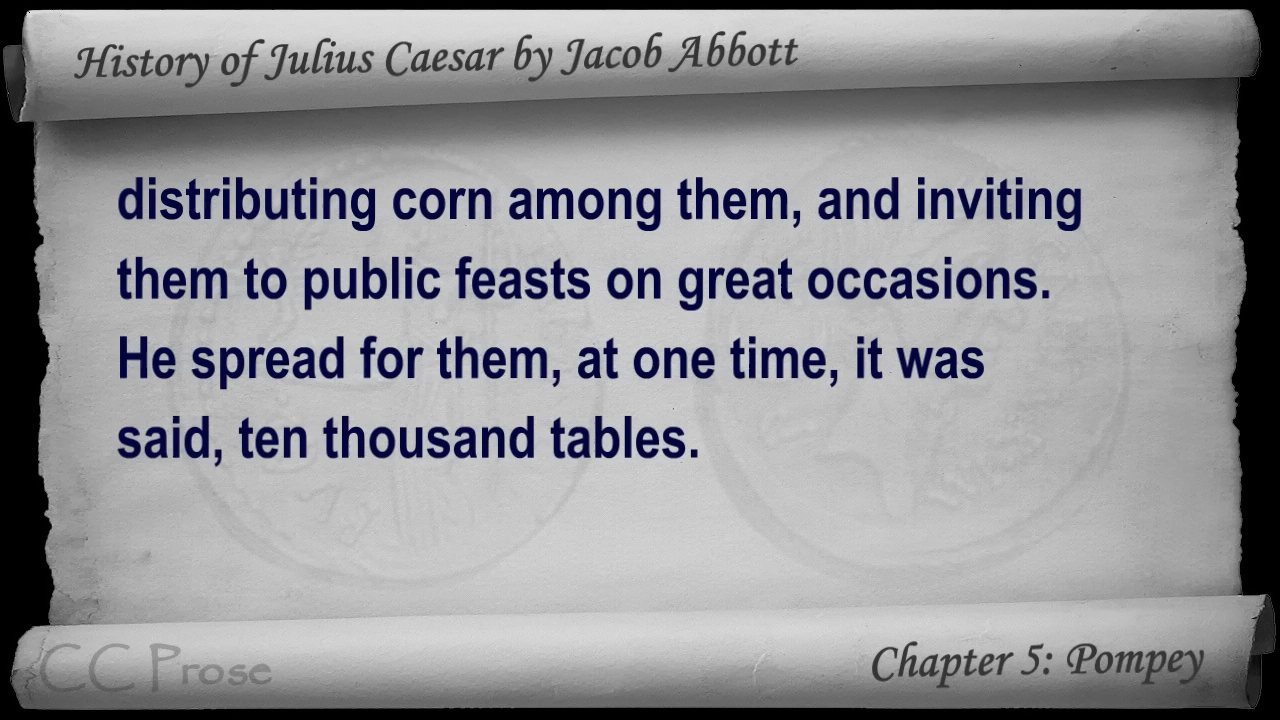 History of Julius Caesar by Jacob Abbott
distributing corn among them, and inviting
them to public feasts on great occasions.
He spread for them, at one time, it was
said, ten thousand tables.
CC Prose
Chapter 5: Pompey